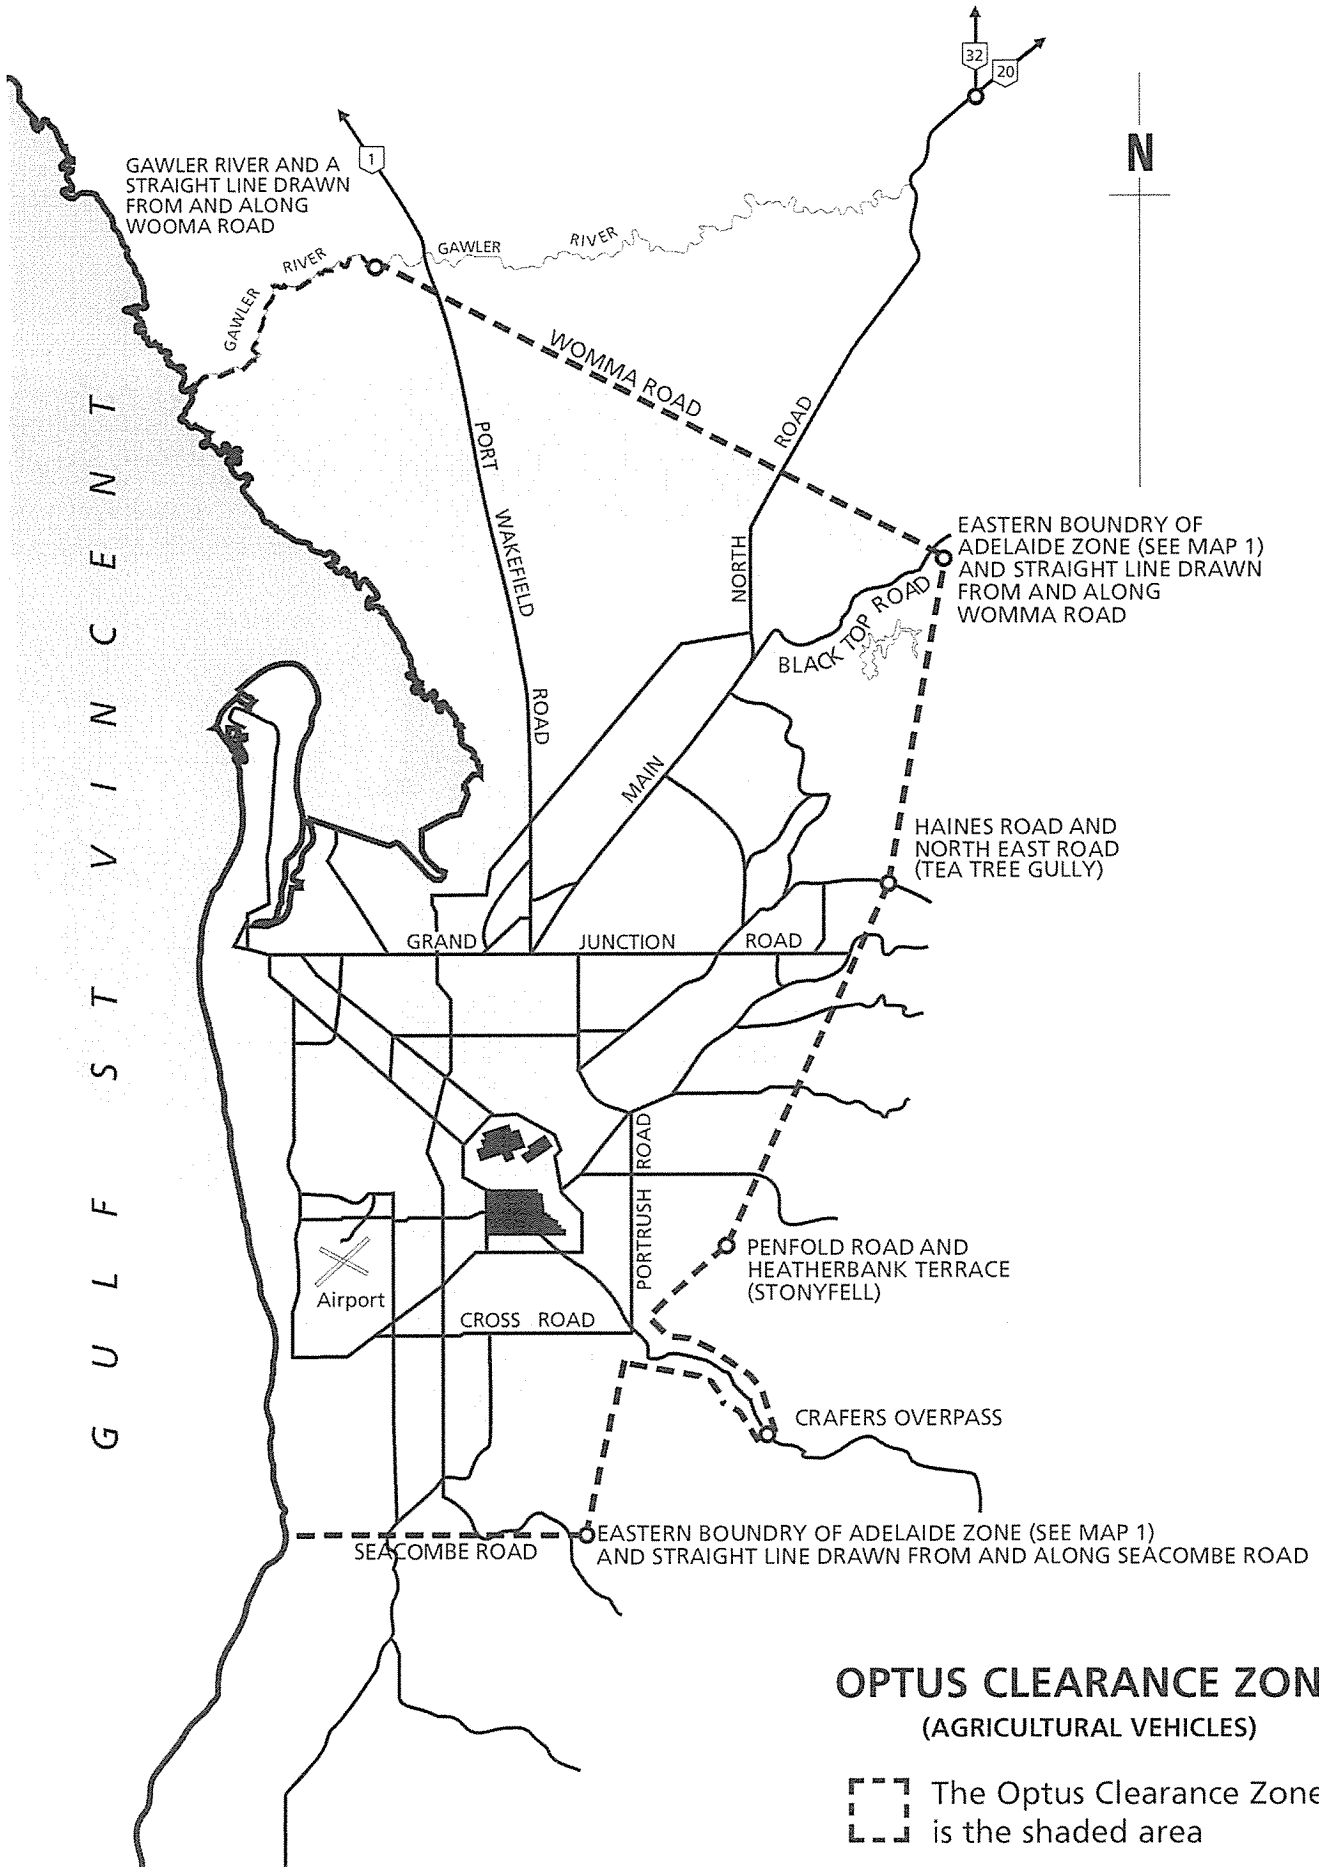 32
20
N
1
GAWLER RIVER AND A
STRAIGHT LINE DRAWN
FROM AND ALONG
WOOMA ROAD
GAWLER RIVER
GAWLER RIVER
WOMMA ROAD
PORT WAKEFIELD ROAD
NORTH ROAD
EASTERN BOUNDRY OF
ADELAIDE ZONE (SEE MAP 1)
AND STRAIGHT LINE DRAWN
FROM AND ALONG
WOMMA ROAD
BLACK TOP ROAD
MAIN
GULF ST VINCENT
HAINES ROAD AND
NORTH EAST ROAD
(TEA TREE GULLY)
GRAND JUNCTION ROAD
PORTRUSH ROAD
PENFOLD ROAD AND
HEATHERBANK TERRACE
(STONYFELL)
Airport
CROSS ROAD
CRAFERS OVERPASS
SEACOMBE ROAD
EASTERN BOUNDRY OF ADELAIDE ZONE (SEE MAP 1)
AND STRAIGHT LINE DRAWN FROM AND ALONG SEACOMBE ROAD
OPTUS CLEARANCE ZON
(AGRICULTURAL VEHICLES)
The Optus Clearance Zone
is the shaded area